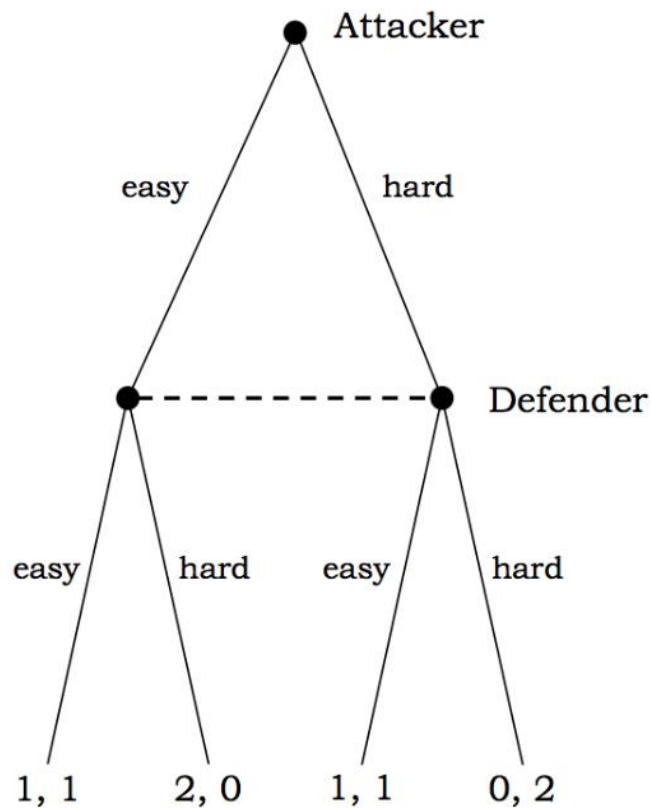 Attacker
easy hard
Defender
easy hard easy hard
1, 1 2, 0 1, 1 0, 2